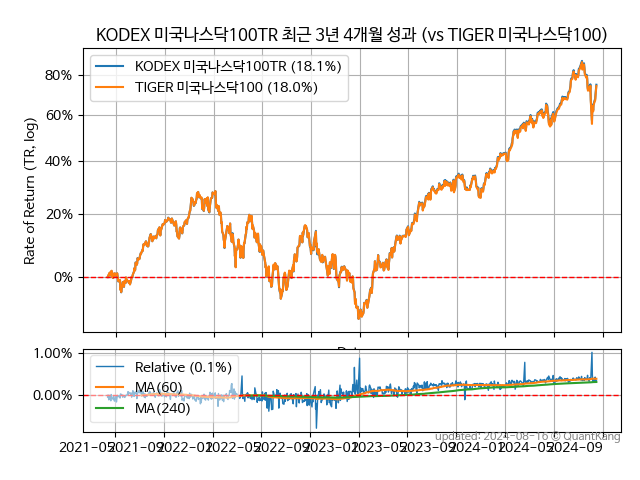 KODEX 미국나스닥100TR 최근 3년 4개월 성과 (vs TIGER 미국나스닥100)
Rate of Return (TR, log)
80%
60%
40%
20%
0%
KODEX 미국나스닥100TR (18.1%)
TIGER 미국나스닥100 (18.0%)
1.00%
0.00%
Relative (0.1%)
MA(60)
MA(240)
2021-05 2021-09 2022-01 2022-05 2022-09 2023-01 2023-05 2023-09 2024-01 2024-05 2024-09
updated: 2024-08-16 © QuantKang